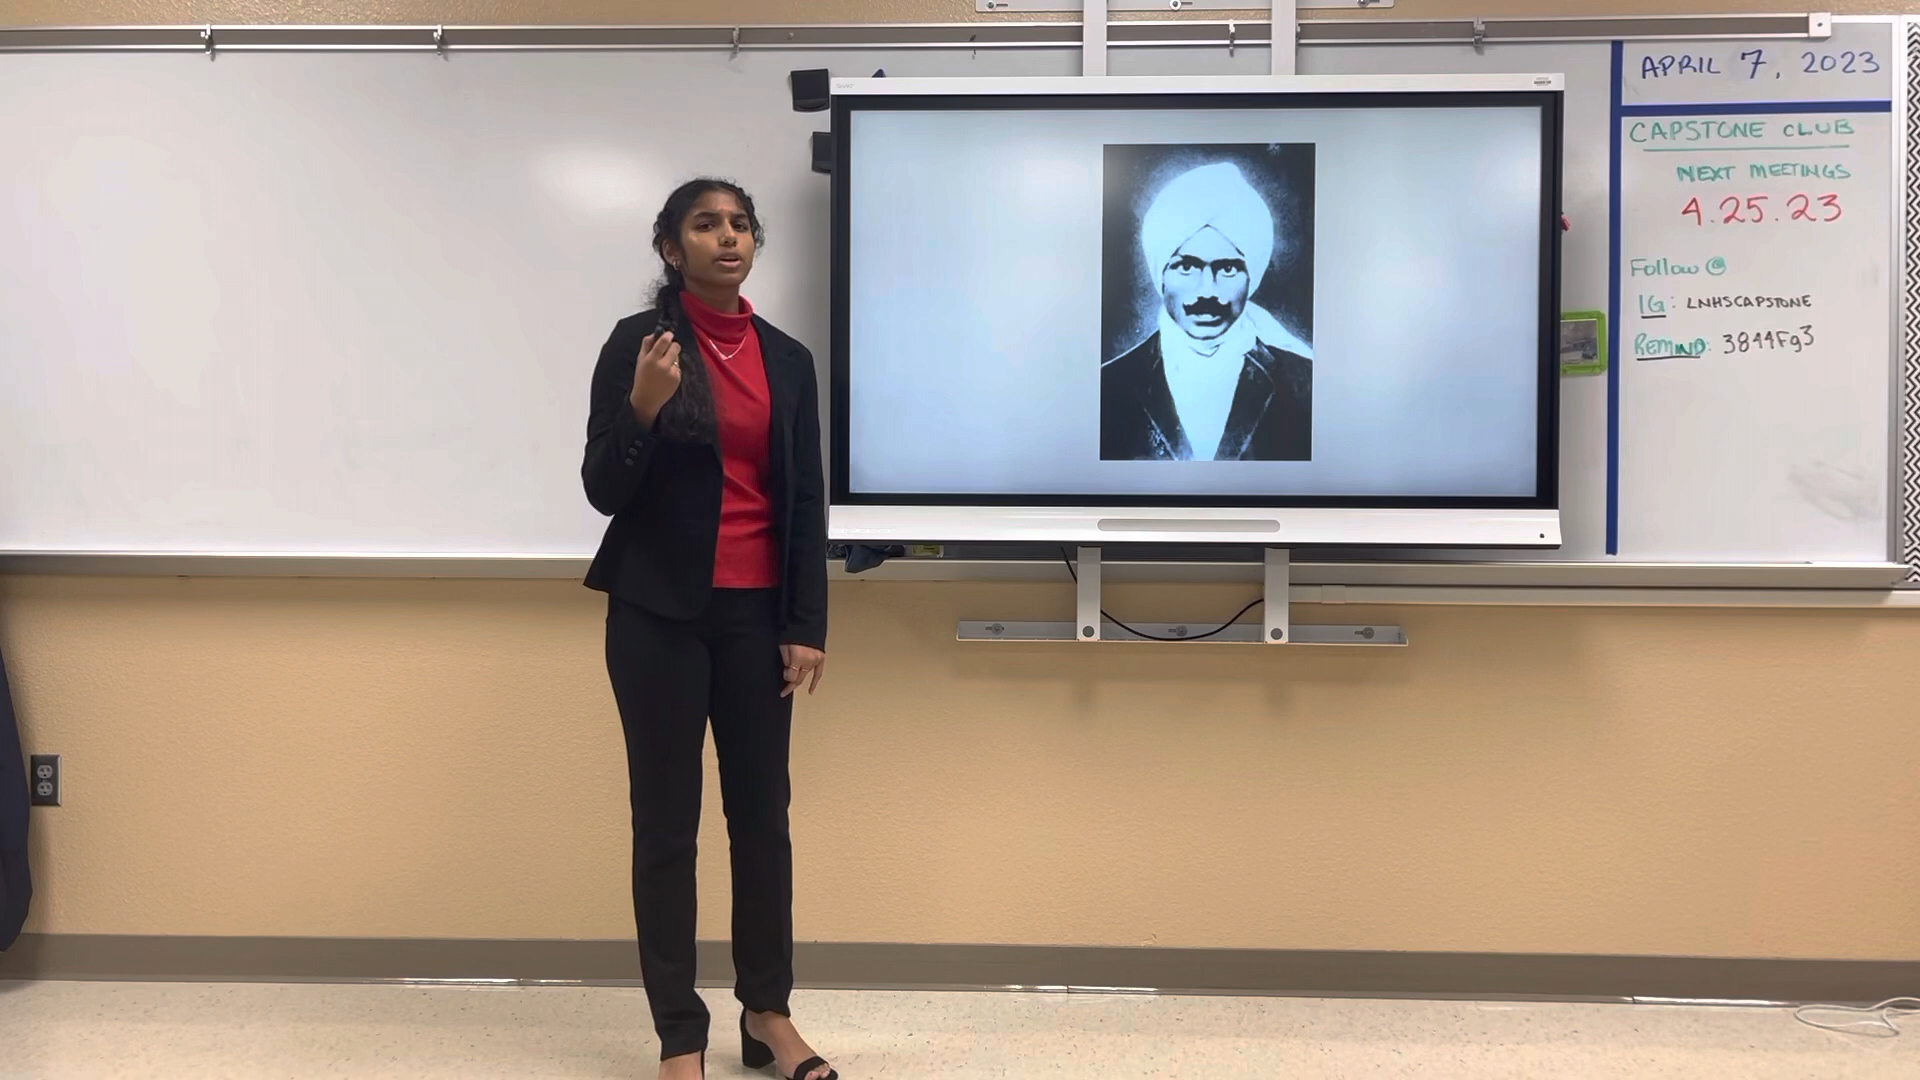 APRIL 7, 2023
CAPSTONE CLUB
NEXT MEETINGS
4.25.23
Follow @
IG: LNHSCAPSTONE
REMIND: 3844Fg3